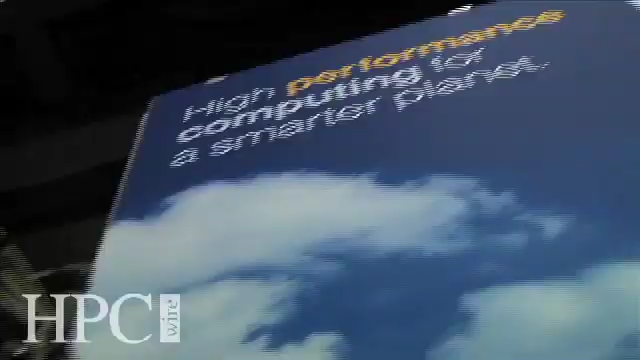 High performance
computing for
a smarter planet.
HPC wire